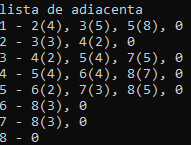 lista de adiacenta
1 - 2(4), 3(5), 5(8), 0
2 - 3(3), 4(2), 0
3 - 4(2), 5(4), 7(5), 0
4 - 5(4), 6(4), 8(7), 0
5 - 6(2), 7(3), 8(5), 0
6 - 8(3), 0
7 - 8(3), 0
8 - 0